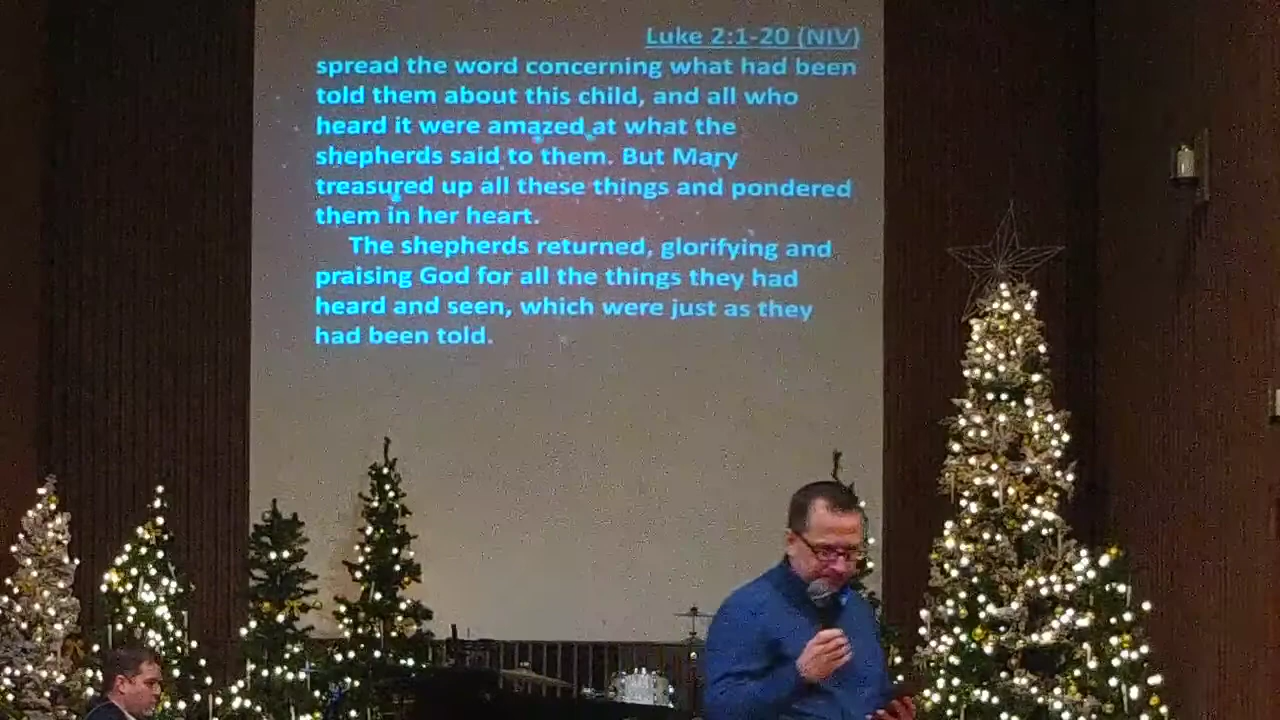 Luke 2:1-20 (NIV)
spread the word concerning what had been
told them about this child, and all who
heard it were amazed at what the
shepherds said to them. But Mary
treasured up all these things and pondered
them in her heart.
The shepherds returned, glorifying and
praising God for all the things they had
heard and seen, which were just as they
had been told.